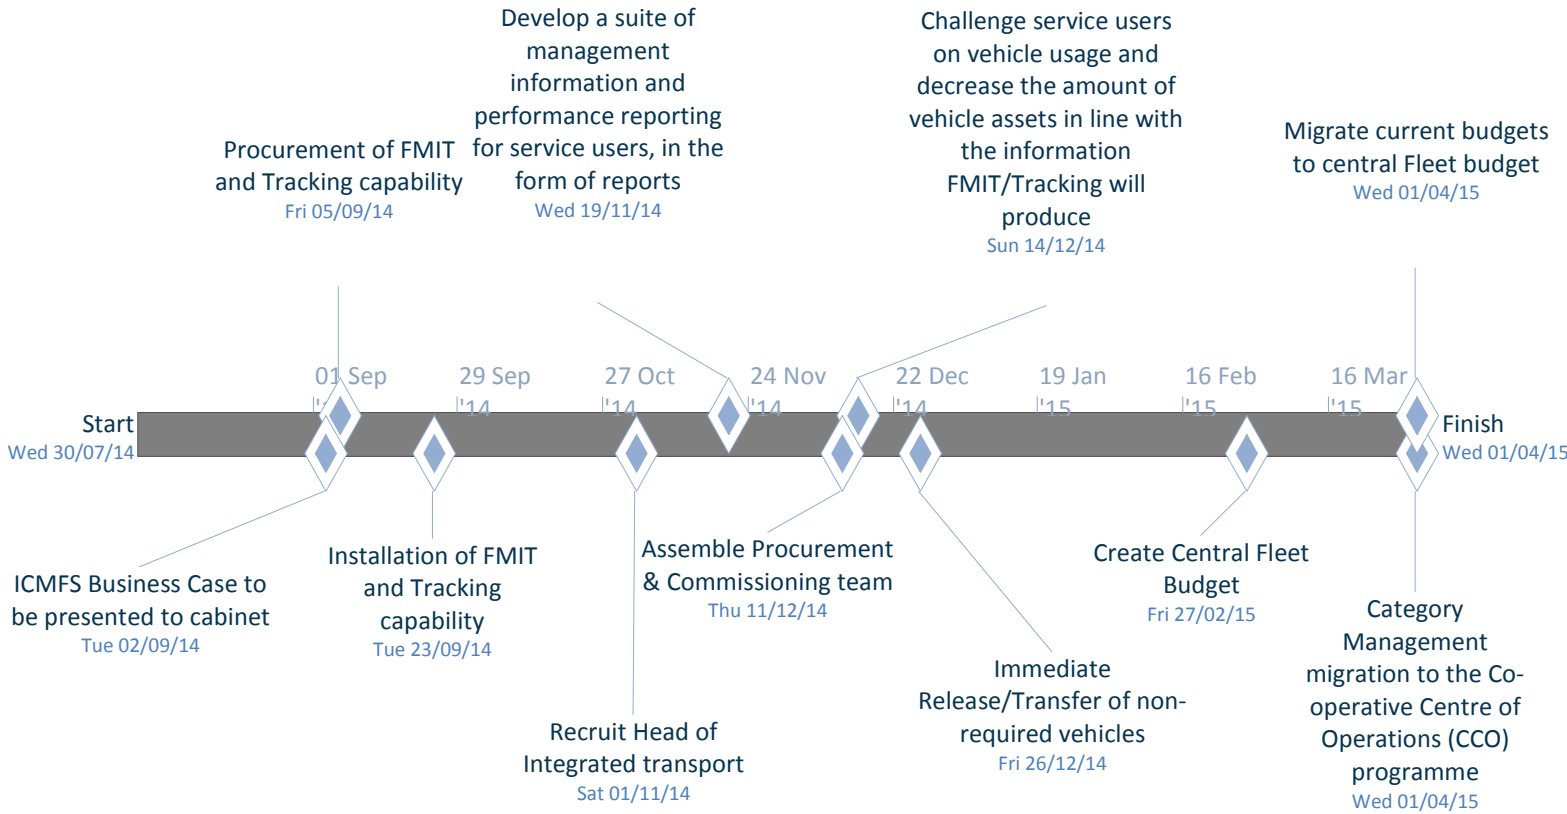 Develop a suite of
management
information and
performance reporting
for service users, in the
form of reports
Wed 19/11/14
Challenge service users
on vehicle usage and
decrease the amount of
vehicle assets in line with
the information
FMIT/Tracking will
produce
Sun 14/12/14
Procurement of FMIT
and Tracking capability
Fri 05/09/14
Migrate current budgets
to central Fleet budget
Wed 01/04/15
01 Sep
29 Sep
'14
27 Oct
'14
24 Nov
'14
22 Dec
'14
19 Jan
'15
16 Feb
'15
16 Mar
'15
Start
Wed 30/07/14
Finish
Wed 01/04/15
ICMFS Business Case to
be presented to cabinet
Tue 02/09/14
Installation of FMIT
and Tracking
capability
Tue 23/09/14
Recruit Head of
Integrated transport
Sat 01/11/14
Assemble Procurement
& Commissioning team
Thu 11/12/14
Immediate
Release/Transfer of non-
required vehicles
Fri 26/12/14
Create Central Fleet
Budget
Fri 27/02/15
Category
Management
migration to the Co-
operative Centre of
Operations (CCO)
programme
Wed 01/04/15